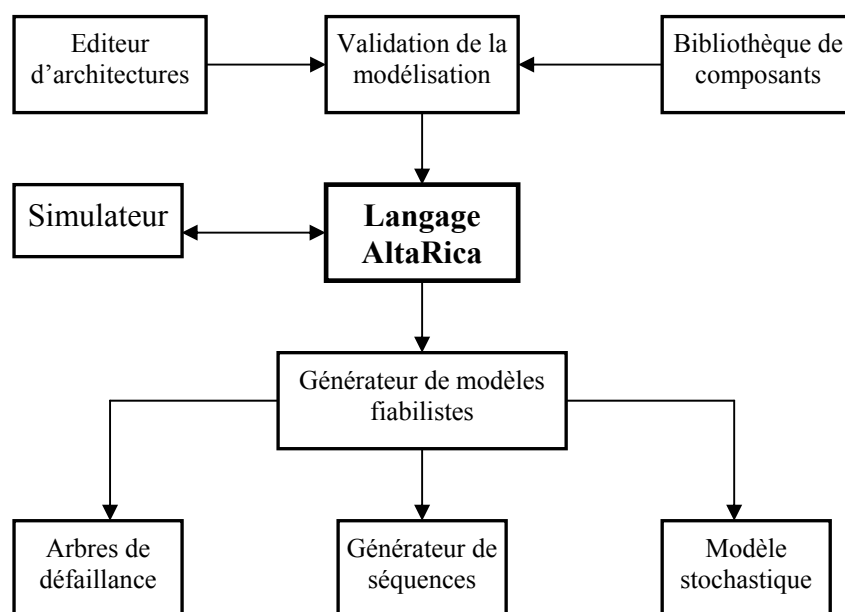 Editeur
d’architectures
Validation de la
modélisation
Bibliothèque de
composants
Simulateur
Langage
AltaRica
Générateur de modèles
fiabilistes
Arbres de
défaillance
Générateur de
séquences
Modèle
stochastique